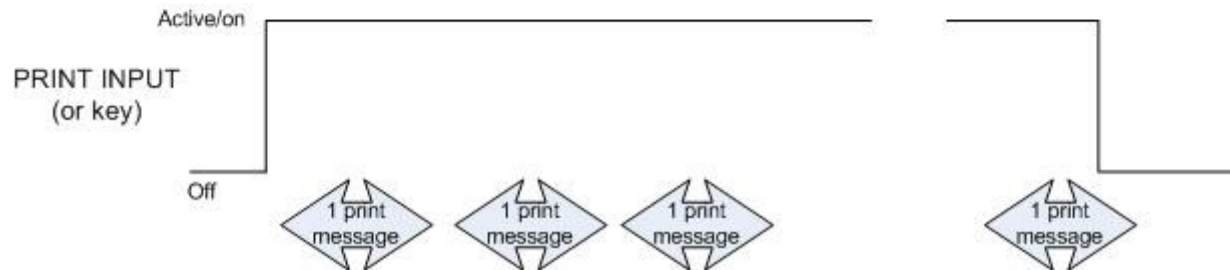 Active/on
PRINT INPUT
(or key)
Off
1 print
message
1 print
message
1 print
message
1 print
message